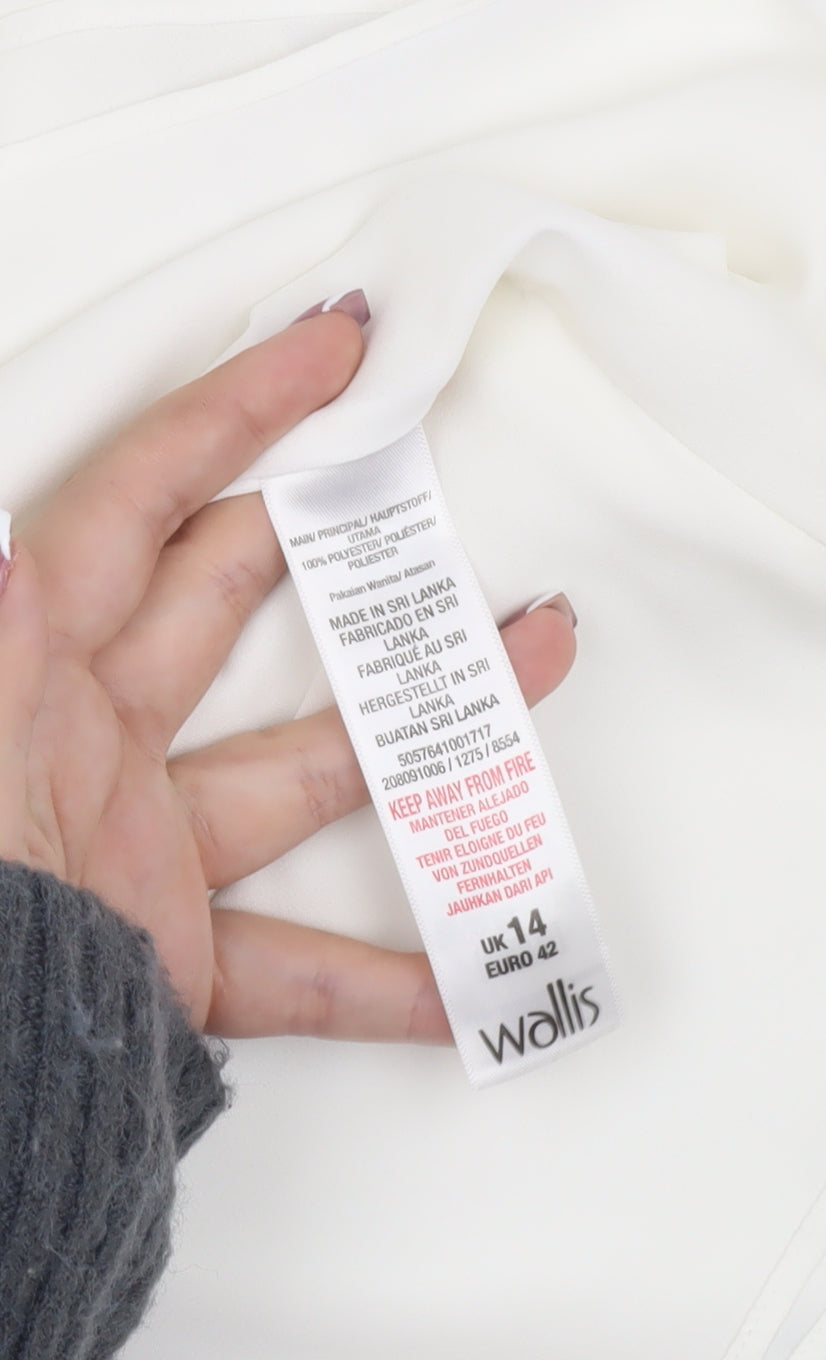 MAIN/ PRINCIPAL/ HAUPTSTOFF/
UTAMA
100% POLYESTER/ POLIÉSTER/
POLIESTER
Pakaian Wanita/ Atasan
MADE IN SRI LANKA
FABRICADO EN SRI
LANKA
FABRIQUÉ AU SRI
LANKA
HERGESTELLT IN SRI
LANKA
BUATAN SRI LANKA
5057641001717
208091006 / 1275 / 8554
KEEP AWAY FROM FIRE
MANTENER ALEJADO
DEL FUEGO
TENIR ELOIGNE DU FEU
VON ZUNDQUELLEN
FERNHALTEN
JAUHKAN DARI API
UK 14
EURO 42
wallis